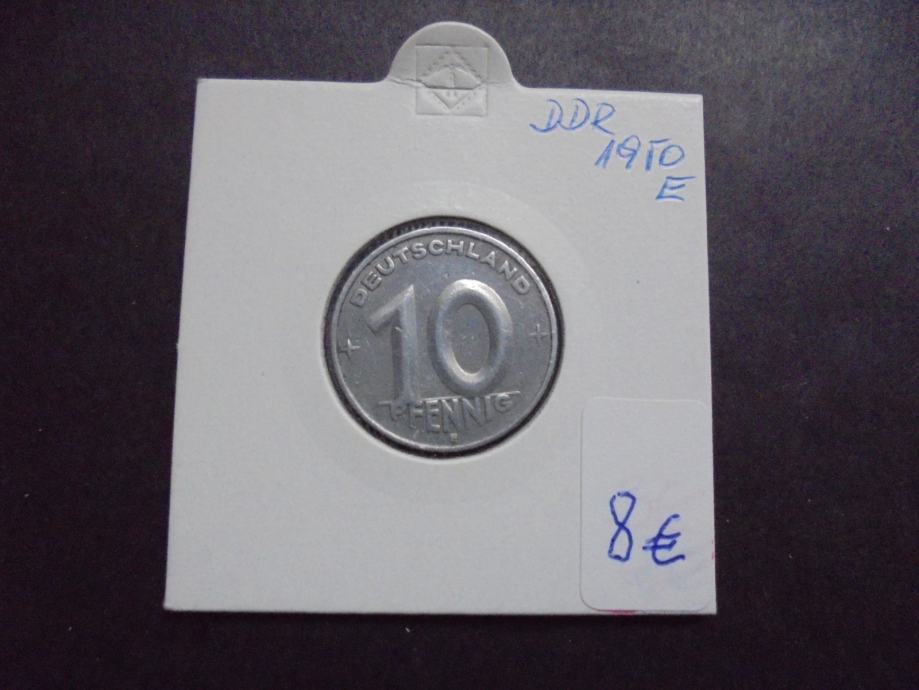 DDR
1950
E
DEUTSCHLAND
10
PFENNIG
E
8€